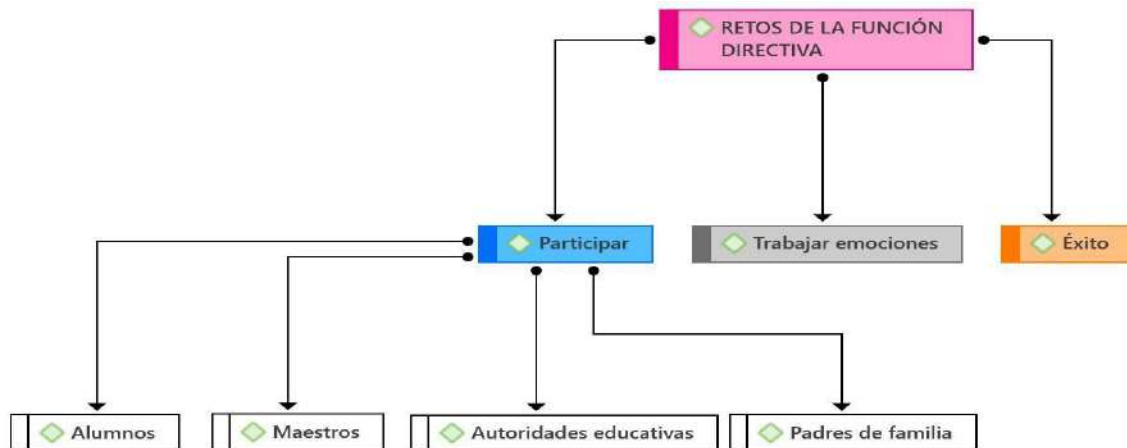 RETOS DE LA FUNCIÓN
DIRECTIVA
Participar
Trabajar emociones
Éxito
Alumnos
Maestros
Autoridades educativas
Padres de familia